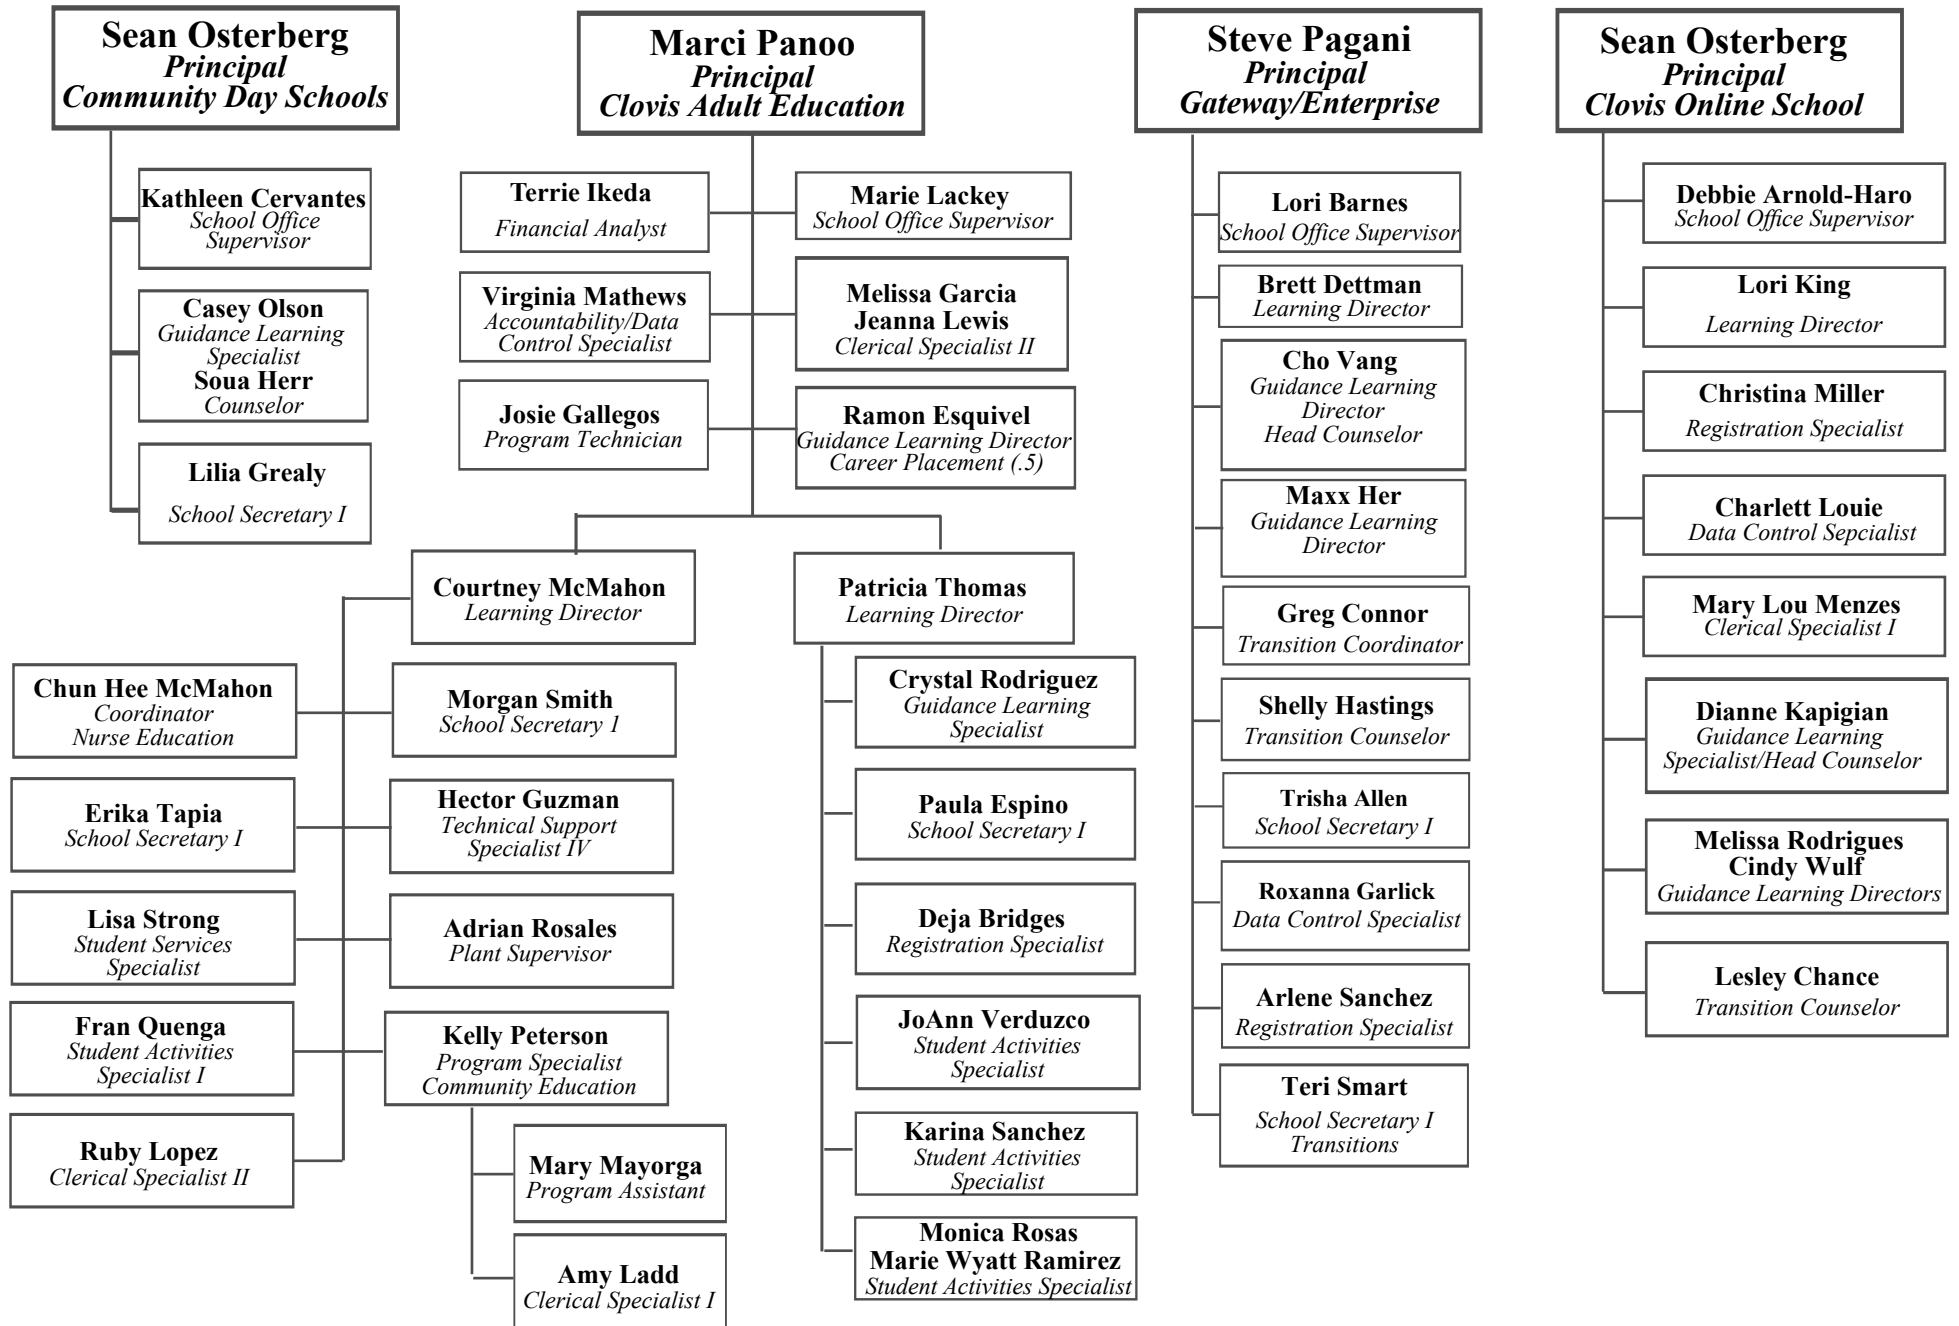 Sean Osterberg
Principal
Community Day Schools
Kathleen Cervantes
School Office
Supervisor
Casey Olson
Guidance Learning
Specialist
Soua Herr
Counselor
Lilia Grealy
School Secretary I
Marci Panoo
Principal
Clovis Adult Education
Terrie Ikeda
Financial Analyst
Marie Lackey
School Office Supervisor
Virginia Mathews
Accountability/Data
Control Specialist
Melissa Garcia
Jeanna Lewis
Clerical Specialist II
Josie Gallegos
Program Technician
Ramon Esquivel
Guidance Learning Director
Career Placement (.5)
Courtney McMahon
Learning Director
Chun Hee McMahon
Coordinator
Nurse Education
Morgan Smith
School Secretary 1
Erika Tapia
School Secretary I
Hector Guzman
Technical Support
Specialist IV
Lisa Strong
Student Services
Specialist
Adrian Rosales
Plant Supervisor
Fran Quenga
Student Activities
Specialist I
Kelly Peterson
Program Specialist
Community Education
Ruby Lopez
Clerical Specialist II
Mary Mayorga
Program Assistant
Amy Ladd
Clerical Specialist I
Patricia Thomas
Learning Director
Crystal Rodriguez
Guidance Learning
Specialist
Paula Espino
School Secretary I
Deja Bridges
Registration Specialist
JoAnn Verduzco
Student Activities
Specialist
Karina Sanchez
Student Activities
Specialist
Monica Rosas
Marie Wyatt Ramirez
Student Activities Specialist
Steve Pagani
Principal
Gateway/Enterprise
Lori Barnes
School Office Supervisor
Brett Dettman
Learning Director
Cho Vang
Guidance Learning
Director
Head Counselor
Maxx Her
Guidance Learning
Director
Greg Connor
Transition Coordinator
Shelly Hastings
Transition Counselor
Trisha Allen
School Secretary I
Roxanna Garlick
Data Control Specialist
Arlene Sanchez
Registration Specialist
Teri Smart
School Secretary I
Transitions
Sean Osterberg
Principal
Clovis Online School
Debbie Arnold-Haro
School Office Supervisor
Lori King
Learning Director
Christina Miller
Registration Specialist
Charlett Louie
Data Control Sepcialist
Mary Lou Menzes
Clerical Specialist I
Dianne Kapigian
Guidance Learning
Specialist/Head Counselor
Melissa Rodrigues
Cindy Wulf
Guidance Learning Directors
Lesley Chance
Transition Counselor